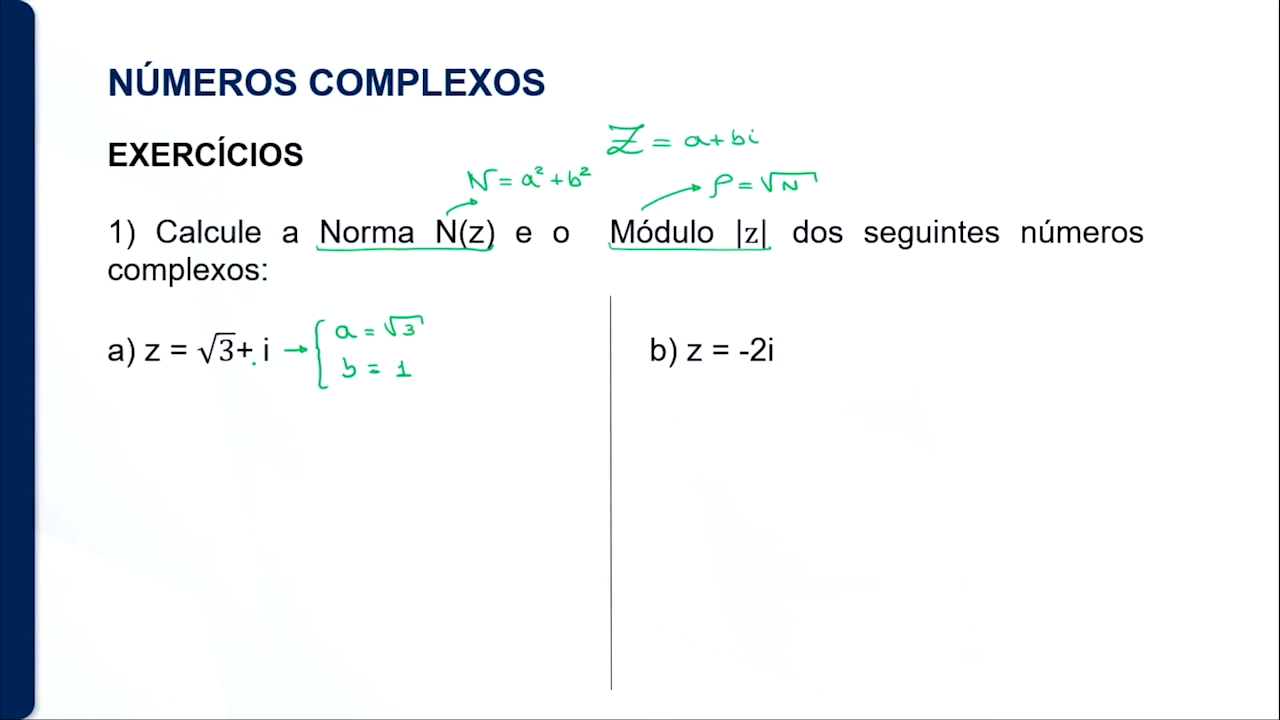 NÚMEROS COMPLEXOS
EXERCÍCIOS
Z = a+bi
N = a² + b²
ρ = √N
1) Calcule a Norma N(z) e o Módulo |z| dos seguintes números
complexos:
a) z = √3+ i → { a = √3
b = 1
b) z = -2i